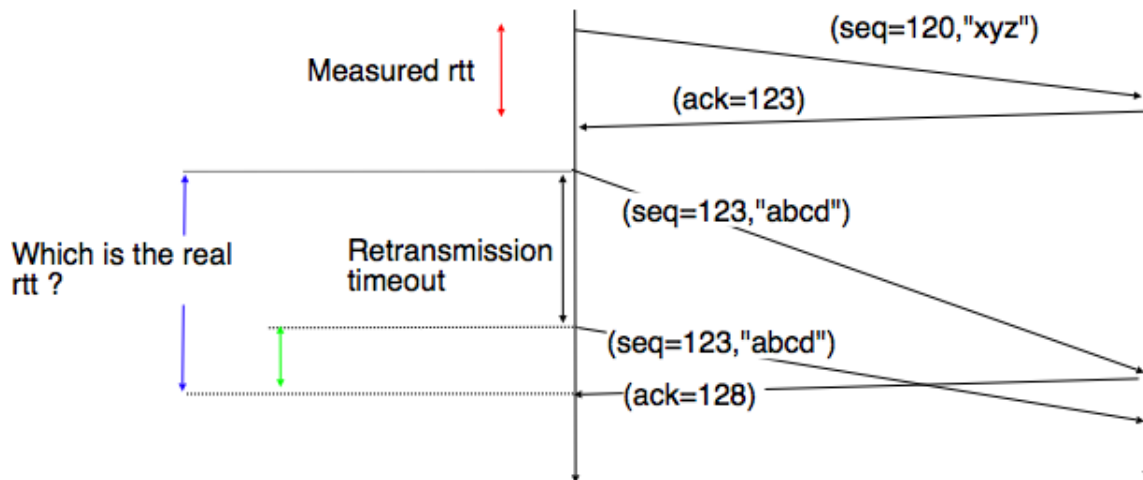 (seq=120,"xyz")
Measured rtt
(ack=123)
(seq=123,"abcd")
Which is the real
rtt ?
Retransmission
timeout
(seq=123,"abcd")
(ack=128)